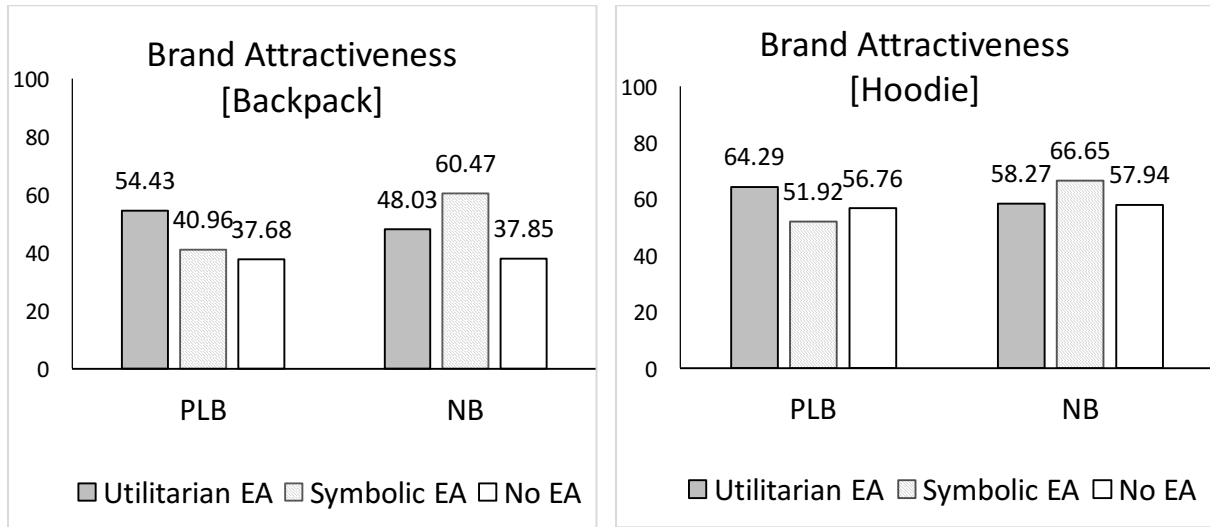 Brand Attractiveness
[Backpack]
100
80
60
40
20
0
54.43
40.96
37.68
48.03
60.47
37.85
PLB
NB
Utilitarian EA
Symbolic EA
No EA
Brand Attractiveness
[Hoodie]
100
80
60
40
20
0
64.29
51.92
56.76
58.27
66.65
57.94
PLB
NB
Utilitarian EA
Symbolic EA
No EA